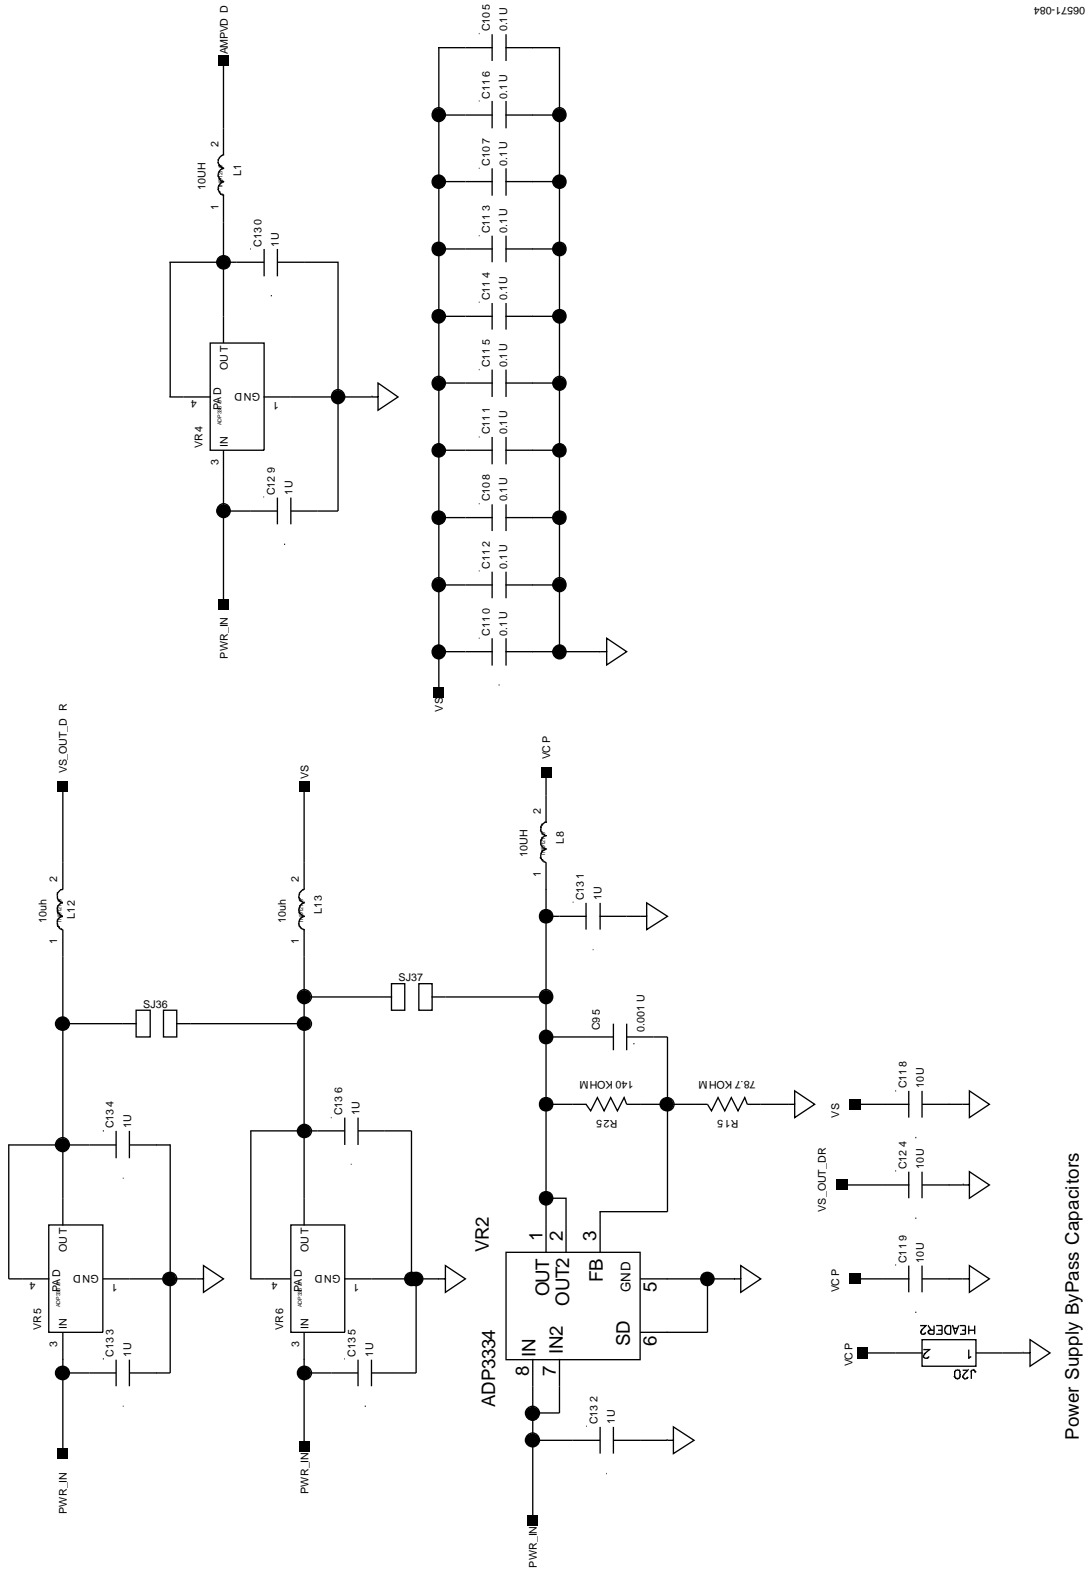 06571-084
AMPVD D
10UH
1
2
L1
C130
1U
OUT
PAD
GND
IN
4
1
3
VR4
C129
1U
PWR_IN
C105
0.1U
C116
0.1U
C107
0.1U
C113
0.1U
C114
0.1U
C115
0.1U
C111
0.1U
C108
0.1U
C112
0.1U
C110
0.1U
VS
VS_OUT_D R
10uh
1
2
L12
SJ36
C134
1U
OUT
PAD
GND
IN
4
1
3
VR5
C133
1U
PWR_IN
VS
10uh
1
2
L13
SJ37
C136
1U
OUT
PAD
GND
IN
4
1
3
VR6
C135
1U
PWR_IN
VCP
10UH
1
2
L8
C131
1U
C95
0.001U
140 KOHM
R25
78.7 KOHM
R15
VR2
ADP3334
1
2
3
OUT
OUT2
FB
GND
5
SD
6
IN
IN2
8
7
C132
1U
PWR_IN
VS
C118
10U
VS_OUT_DR
C124
10U
VCP
C119
10U
VCP
HEADER2
2
1
J20
Power Supply ByPass Capacitors